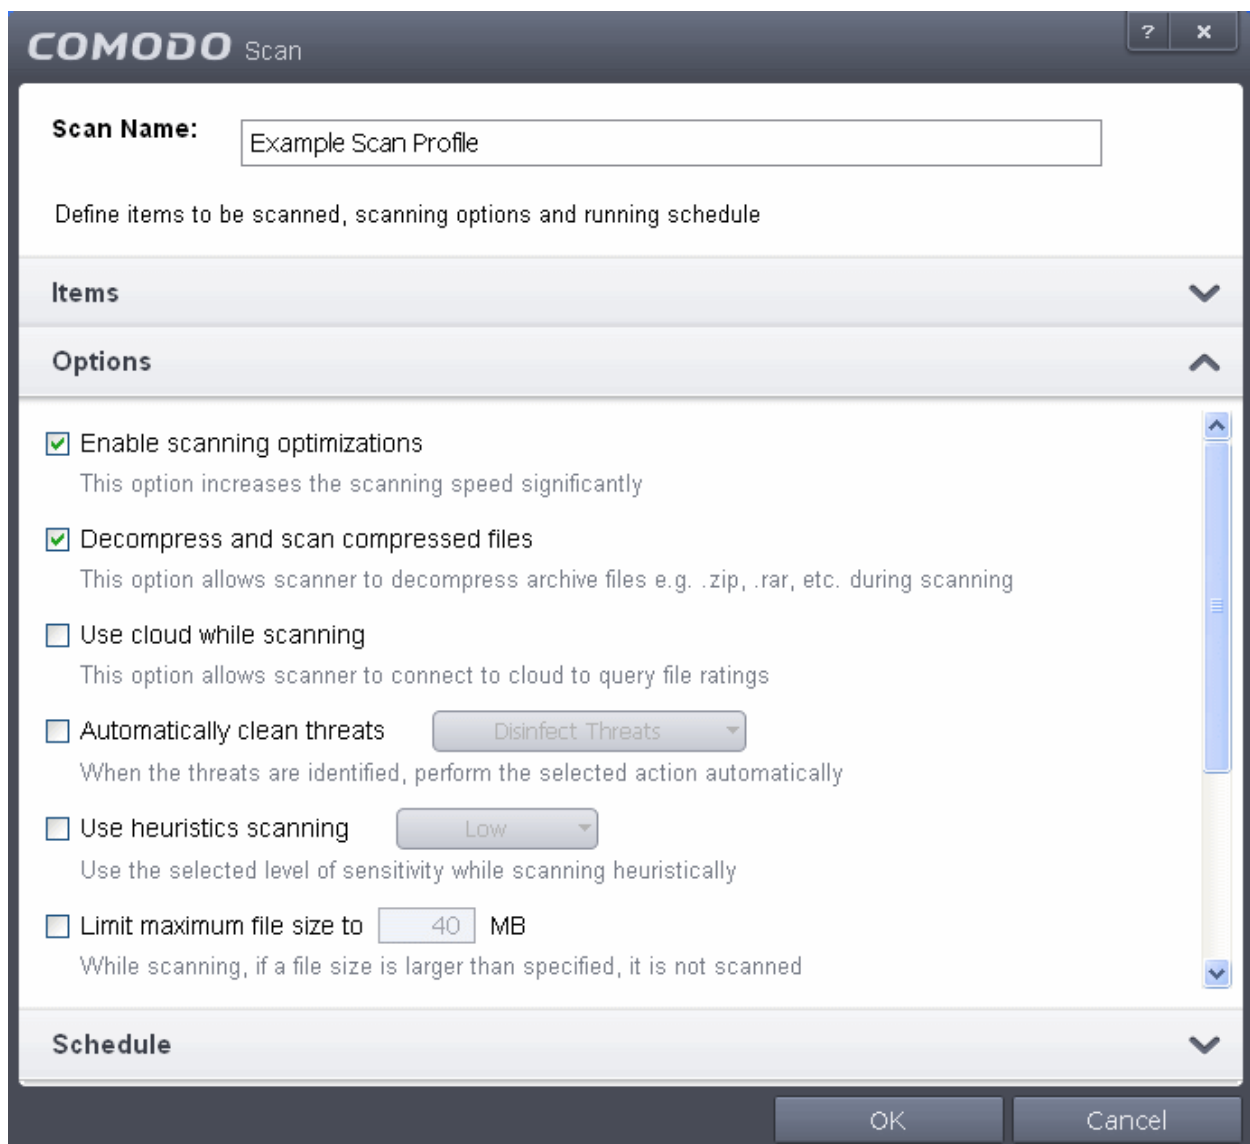 COMODO Scan
?
x
Scan Name:
Example Scan Profile
Define items to be scanned, scanning options and running schedule
Items
Options
Enable scanning optimizations
This option increases the scanning speed significantly
Decompress and scan compressed files
This option allows scanner to decompress archive files e.g. .zip, .rar, etc. during scanning
Use cloud while scanning
This option allows scanner to connect to cloud to query file ratings
Automatically clean threats Disinfect Threats
When the threats are identified, perform the selected action automatically
Use heuristics scanning Low
Use the selected level of sensitivity while scanning heuristically
Limit maximum file size to 40 MB
While scanning, if a file size is larger than specified, it is not scanned
Schedule
OK
Cancel